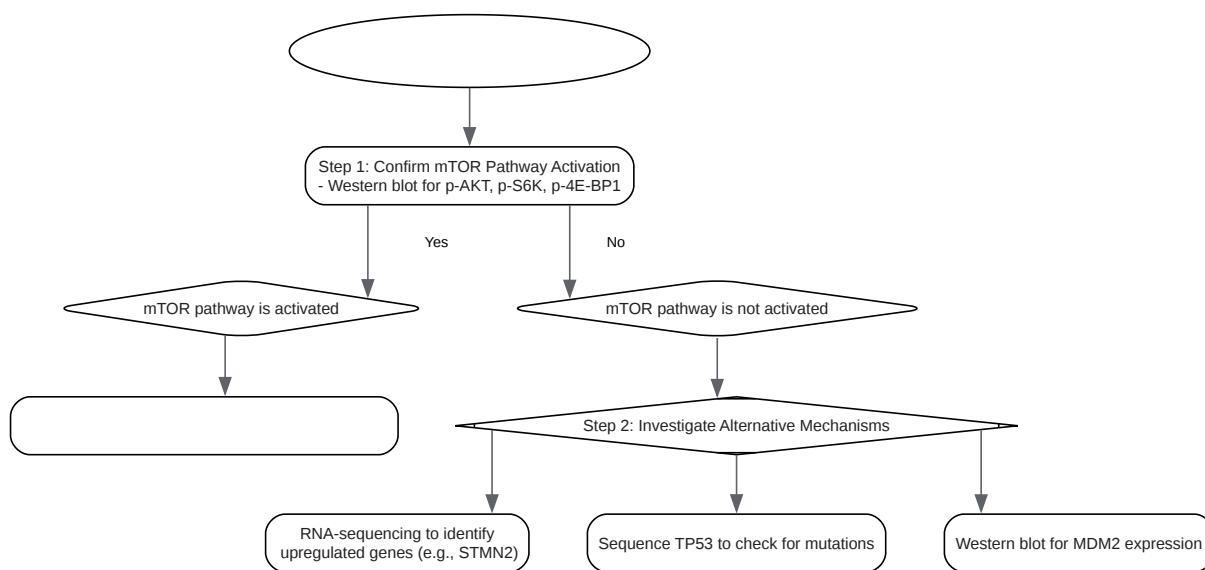 Step 1: Confirm mTOR Pathway Activation
- Western blot for p-AKT, p-S6K, p-4E-BP1
Yes
No
mTOR pathway is activated
mTOR pathway is not activated
Step 2: Investigate Alternative Mechanisms
RNA-sequencing to identify
upregulated genes (e.g., STMN2)
Sequence TP53 to check for mutations
Western blot for MDM2 expression